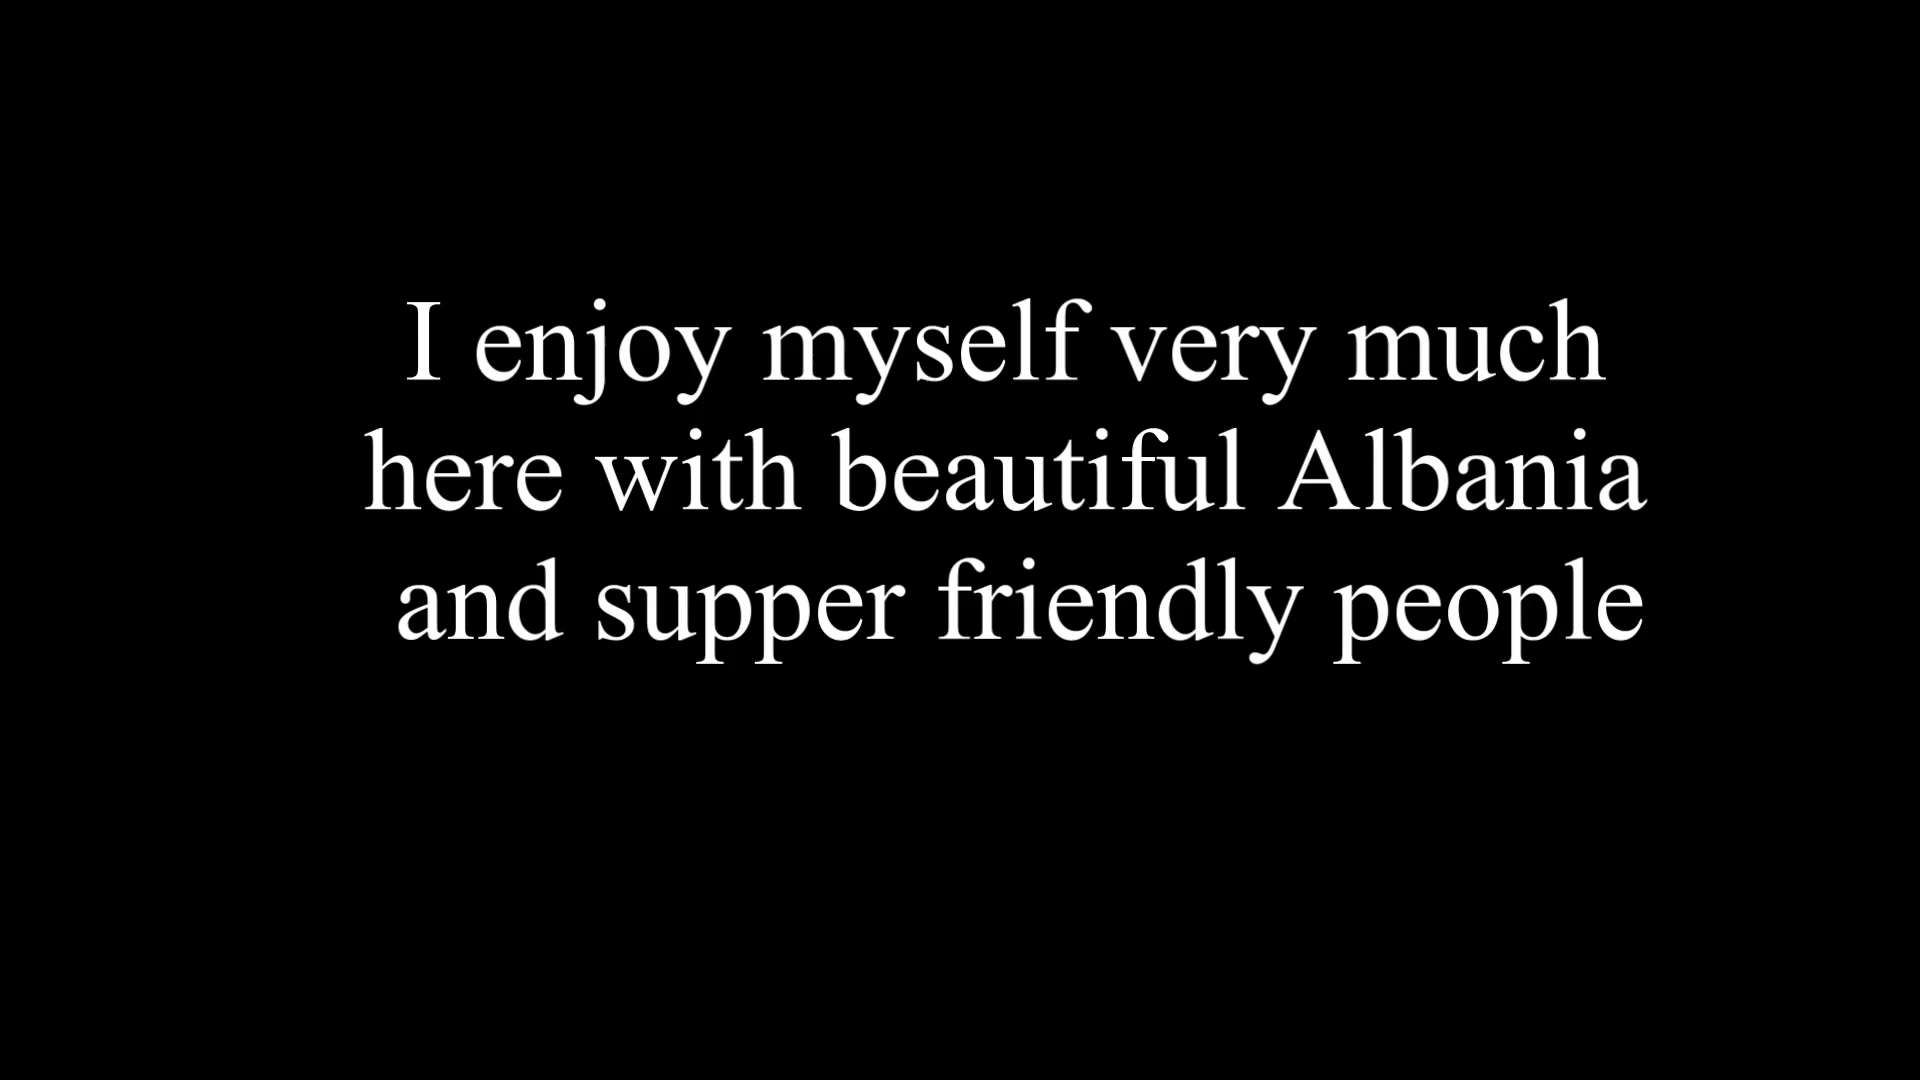 I enjoy myself very much
here with beautiful Albania
and supper friendly people